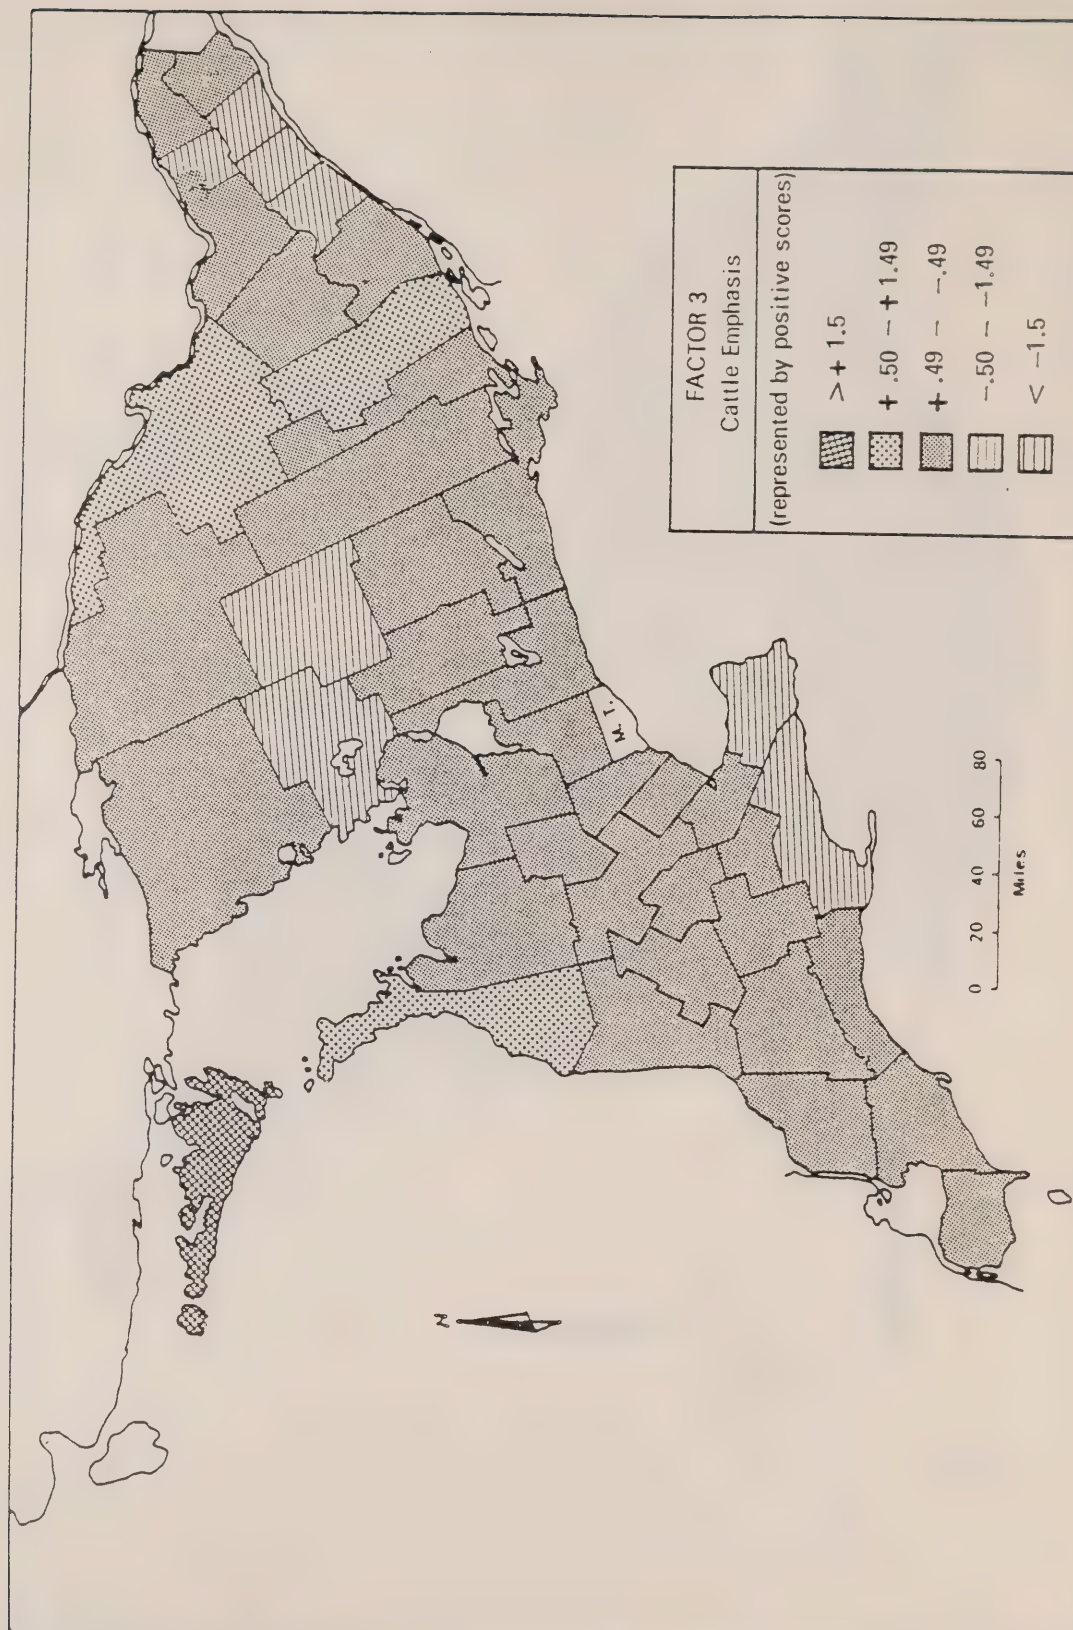 FACTOR 3
Cattle Emphasis
(represented by positive scores)
> + 1.5
+ .50 – + 1.49
+ .49 – –.49
–.50 – –1.49
< –1.5
M. T.
N
0 20 40 60 80
Miles